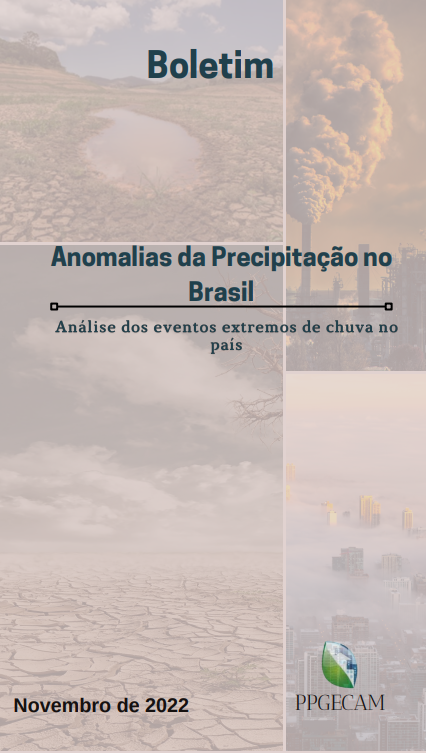 Boletim
Anomalias da Precipitação no
Brasil
Análise dos eventos extremos de chuva no
país
Novembro de 2022
PPGECAM